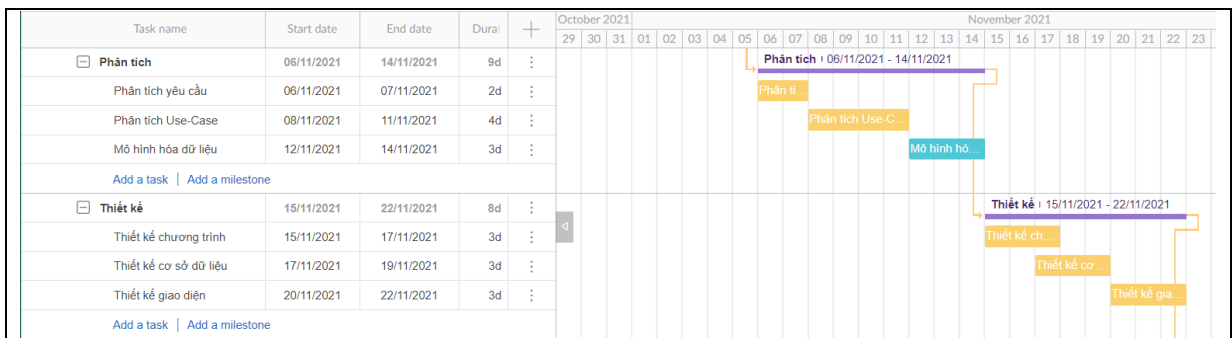 Task name Start date End date Durat October 2021 November 2021
29 30 31 01 02 03 04 05 06 07 08 09 10 11 12 13 14 15 16 17 18 19 20 21 22 23
Phân tích 06/11/2021 14/11/2021 9d Phân tích 06/11/2021 - 14/11/2021
Phân tích yêu cầu 06/11/2021 07/11/2021 2d Phân tí...
Phân tích Use-Case 08/11/2021 11/11/2021 4d Phân tích Use-C...
Mô hình hóa dữ liệu 12/11/2021 14/11/2021 3d Mô hình hó...
Add a task | Add a milestone
Thiết kế 15/11/2021 22/11/2021 8d Thiết kế 15/11/2021 - 22/11/2021
Thiết kế chương trình 15/11/2021 17/11/2021 3d Thiết kế ch...
Thiết kế cơ sở dữ liệu 17/11/2021 19/11/2021 3d Thiết kế cơ ...
Thiết kế giao diện 20/11/2021 22/11/2021 3d Thiết kế gia...
Add a task | Add a milestone